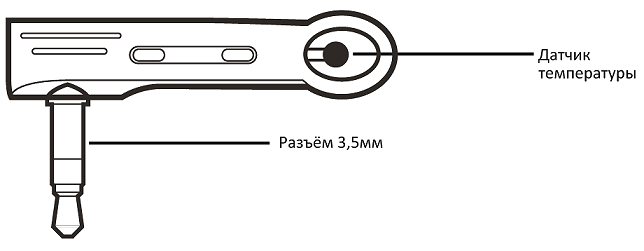 Датчик
температуры
Разъём 3,5мм